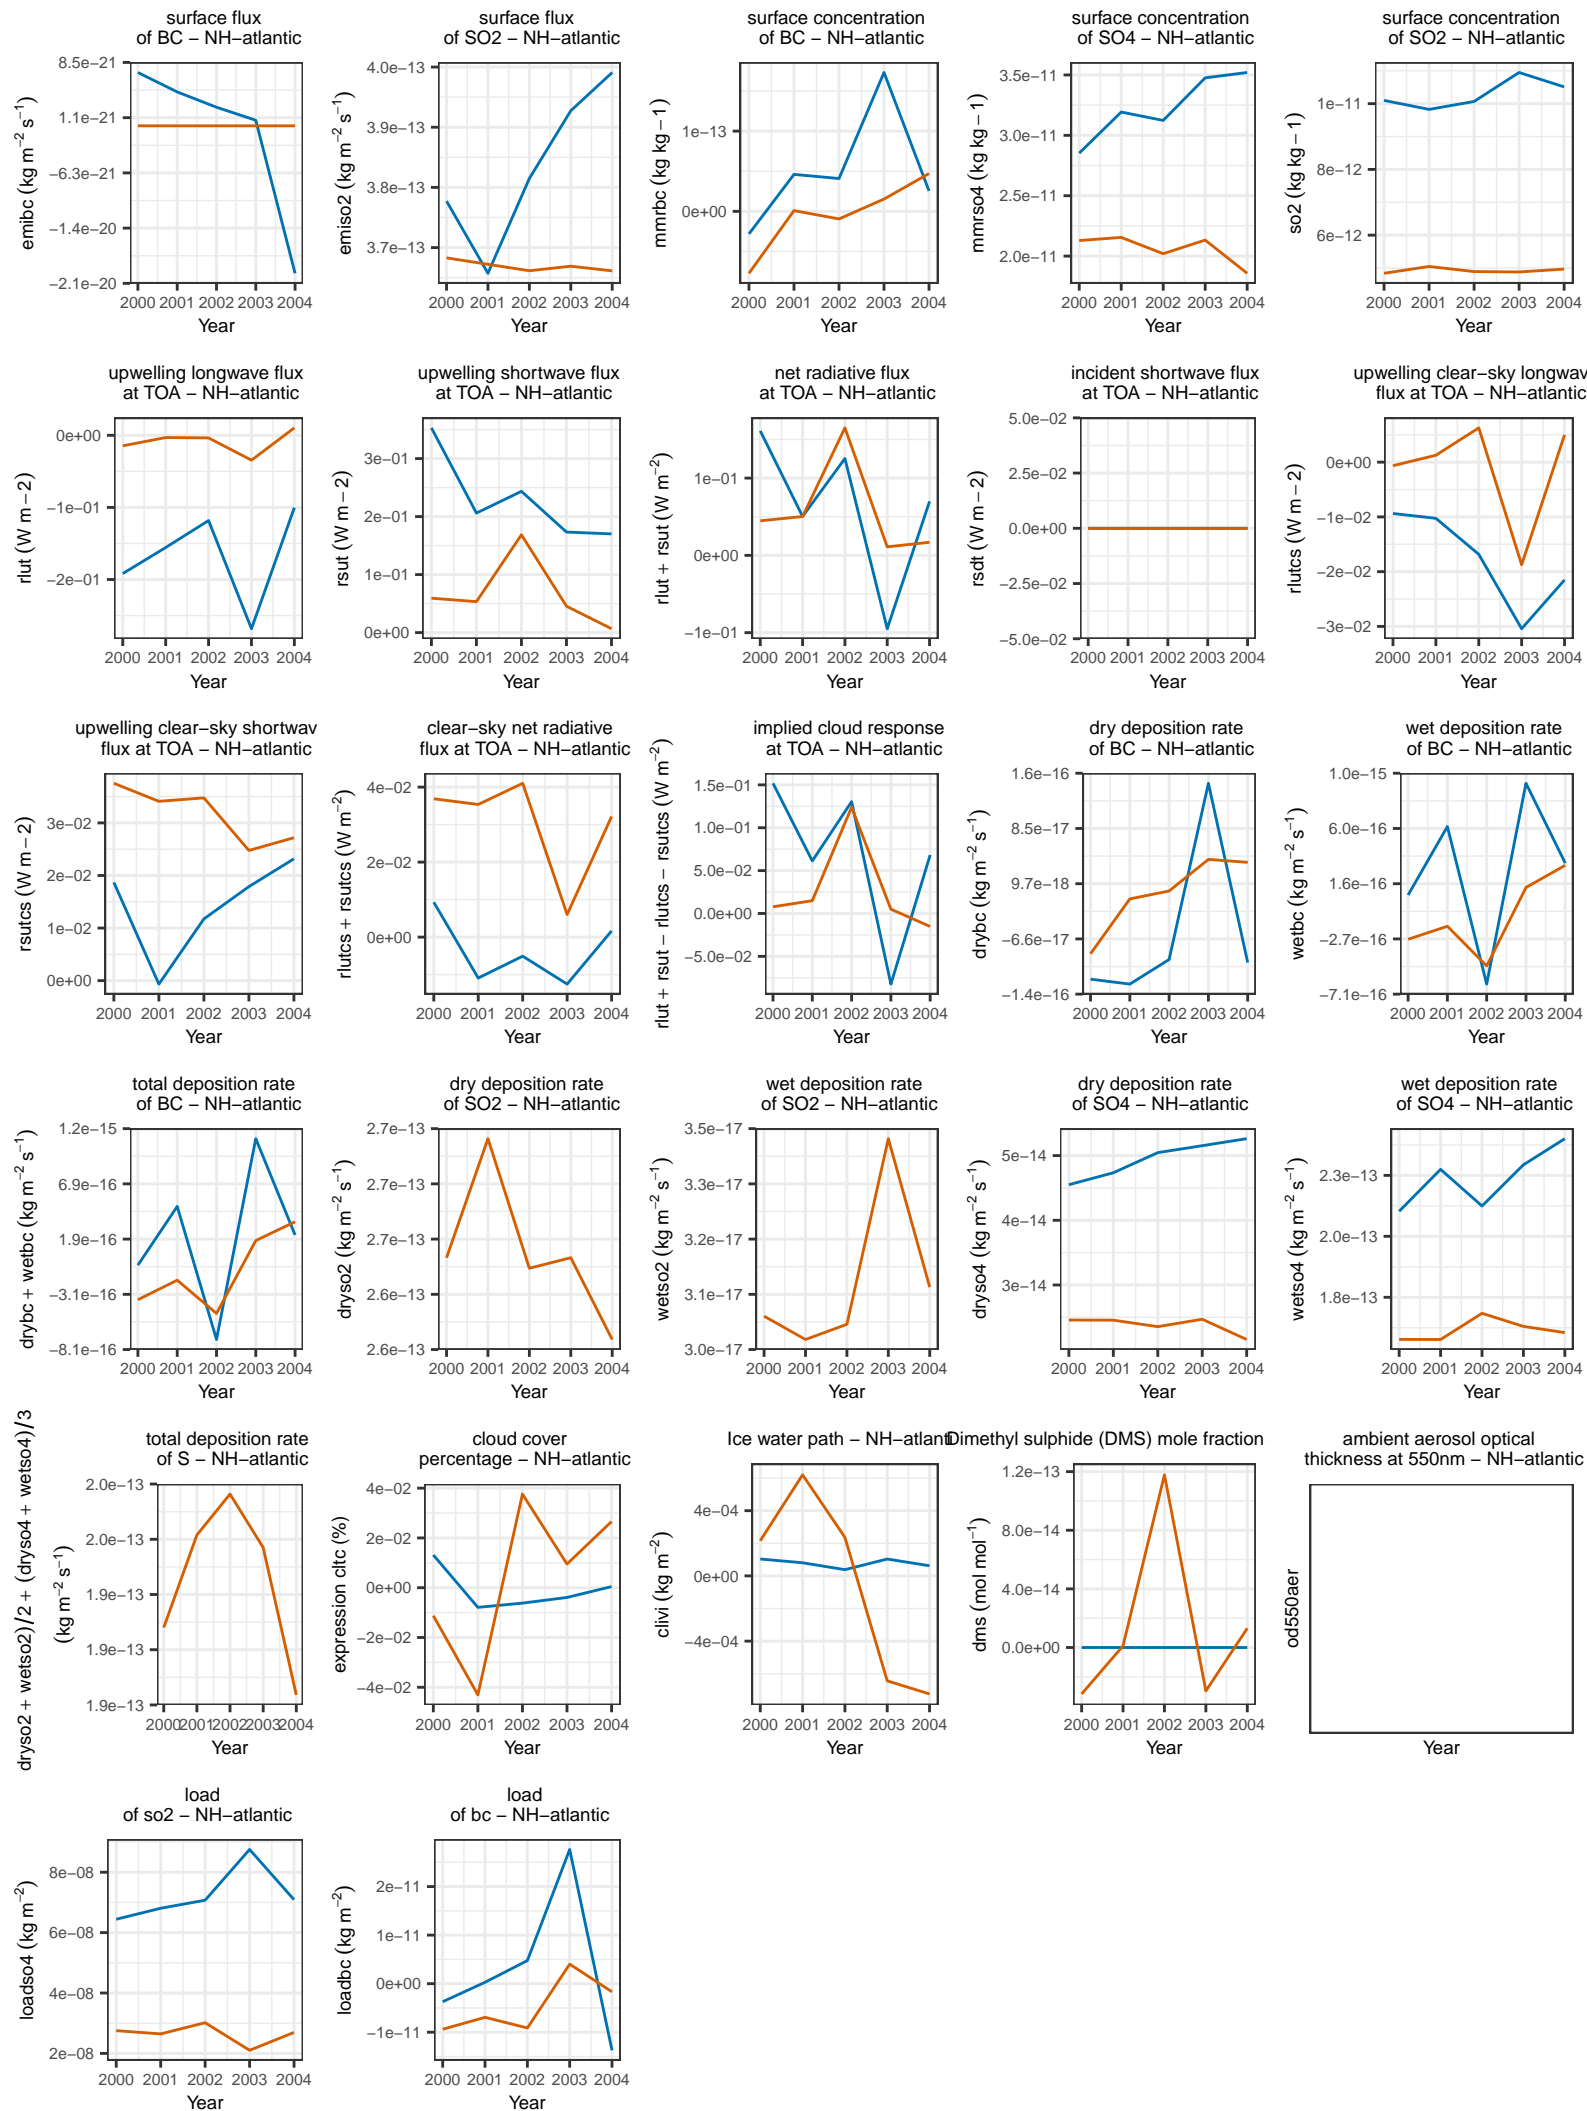 surface flux
of BC − NH−atlantic
8.5e−21
1.1e−21
−6.3e−21
−1.4e−20
−2.1e−20
emibc (kg m−2 s−1)
2000 2001 2002 2003 2004
Year
surface flux
of SO2 − NH−atlantic
4.0e−13
3.9e−13
3.8e−13
3.7e−13
emiso2 (kg m−2 s−1)
2000 2001 2002 2003 2004
Year
surface concentration
of BC − NH−atlantic
1e−13
0e+00
mmrbc (kg kg − 1)
2000 2001 2002 2003 2004
Year
surface concentration
of SO4 − NH−atlantic
3.5e−11
3.0e−11
2.5e−11
2.0e−11
mmrso4 (kg kg − 1)
2000 2001 2002 2003 2004
Year
surface concentration
of SO2 − NH−atlantic
1e−11
8e−12
6e−12
so2 (kg kg − 1)
2000 2001 2002 2003 2004
Year
upwelling longwave flux
at TOA − NH−atlantic
0e+00
−1e−01
−2e−01
rlut (W m − 2)
2000 2001 2002 2003 2004
Year
upwelling shortwave flux
at TOA − NH−atlantic
3e−01
2e−01
1e−01
0e+00
rsut (W m − 2)
2000 2001 2002 2003 2004
Year
net radiative flux
at TOA − NH−atlantic
1e−01
0e+00
−1e−01
rlut + rsut (W m−2)
2000 2001 2002 2003 2004
Year
incident shortwave flux
at TOA − NH−atlantic
5.0e−02
2.5e−02
0.0e+00
−2.5e−02
−5.0e−02
rsdt (W m − 2)
2000 2001 2002 2003 2004
Year
upwelling clear−sky longwav
flux at TOA − NH−atlantic
0e+00
−1e−02
−2e−02
−3e−02
rlutcs (W m − 2)
2000 2001 2002 2003 2004
Year
upwelling clear−sky shortwav
flux at TOA − NH−atlantic
3e−02
2e−02
1e−02
0e+00
rsutcs (W m − 2)
2000 2001 2002 2003 2004
Year
clear−sky net radiative
flux at TOA − NH−atlantic
4e−02
2e−02
0e+00
rlutcs + rsutcs (W m−2)
2000 2001 2002 2003 2004
Year
implied cloud response
at TOA − NH−atlantic
1.5e−01
1.0e−01
5.0e−02
0.0e+00
−5.0e−02
rlut + rsut − rlutcs − rsutcs (W m−2)
2000 2001 2002 2003 2004
Year
dry deposition rate
of BC − NH−atlantic
1.6e−16
8.5e−17
9.7e−18
−6.6e−17
−1.4e−16
drybc (kg m−2 s−1)
2000 2001 2002 2003 2004
Year
wet deposition rate
of BC − NH−atlantic
1.0e−15
6.0e−16
1.6e−16
−2.7e−16
−7.1e−16
wetbc (kg m−2 s−1)
2000 2001 2002 2003 2004
Year
total deposition rate
of BC − NH−atlantic
1.2e−15
6.9e−16
1.9e−16
−3.1e−16
−8.1e−16
drybc + wetbc (kg m−2 s−1)
2000 2001 2002 2003 2004
Year
dry deposition rate
of SO2 − NH−atlantic
2.7e−13
2.7e−13
2.7e−13
2.6e−13
2.6e−13
dryso2 (kg m−2 s−1)
2000 2001 2002 2003 2004
Year
wet deposition rate
of SO2 − NH−atlantic
3.5e−17
3.3e−17
3.2e−17
3.1e−17
3.0e−17
wetso2 (kg m−2 s−1)
2000 2001 2002 2003 2004
Year
dry deposition rate
of SO4 − NH−atlantic
5e−14
4e−14
3e−14
dryso4 (kg m−2 s−1)
2000 2001 2002 2003 2004
Year
wet deposition rate
of SO4 − NH−atlantic
2.3e−13
2.0e−13
1.8e−13
wetso4 (kg m−2 s−1)
2000 2001 2002 2003 2004
Year
total deposition rate
of S − NH−atlantic
2.0e−13
2.0e−13
1.9e−13
1.9e−13
1.9e−13
dryso2 + wetso2)/2 + (dryso4 + wetso4)/3
(kg m−2 s−1)
2000 2001 2002 2003 2004
Year
cloud cover
percentage − NH−atlantic
4e−02
2e−02
0e+00
−2e−02
−4e−02
expression cltc (%)
2000 2001 2002 2003 2004
Year
Ice water path − NH−atlanti
4e−04
0e+00
−4e−04
clivi (kg m−2)
2000 2001 2002 2003 2004
Year
Dimethyl sulphide (DMS) mole fraction
1.2e−13
8.0e−14
4.0e−14
0.0e+00
dms (mol mol−1)
2000 2001 2002 2003 2004
Year
ambient aerosol optical
thickness at 550nm − NH−atlantic
od550aer
Year
load
of so2 − NH−atlantic
8e−08
6e−08
4e−08
2e−08
loadso4 (kg m−2)
2000 2001 2002 2003 2004
Year
load
of bc − NH−atlantic
2e−11
1e−11
0e+00
−1e−11
loadbc (kg m−2)
2000 2001 2002 2003 2004
Year